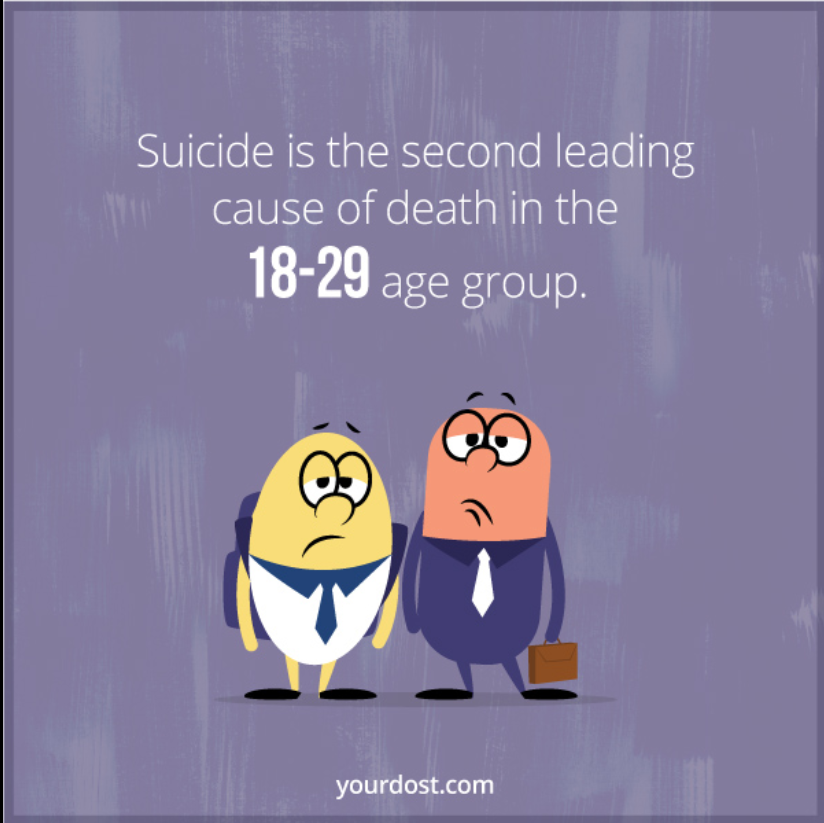 Suicide is the second leading
cause of death in the
18-29 age group.
yourdost.com